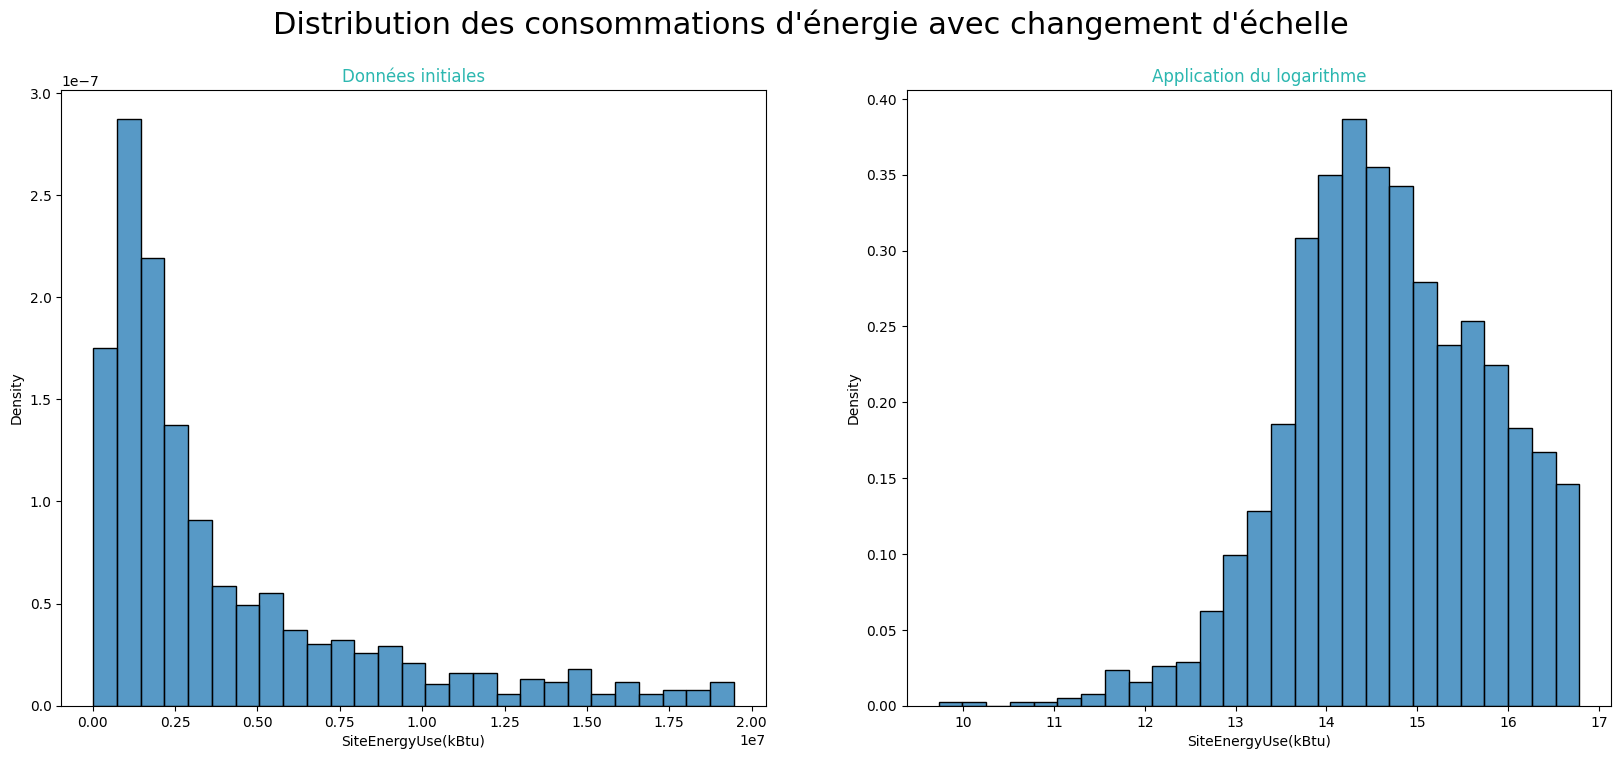 Distribution des consommations d'énergie avec changement d'échelle
Données initiales
1e−7
3.0
2.5
2.0
1.5
1.0
0.5
0.0
Density
0.00 0.25 0.50 0.75 1.00 1.25 1.50 1.75 2.00
1e7
SiteEnergyUse(kBtu)
Application du logarithme
0.40
0.35
0.30
0.25
0.20
0.15
0.10
0.05
0.00
Density
10 11 12 13 14 15 16 17
SiteEnergyUse(kBtu)